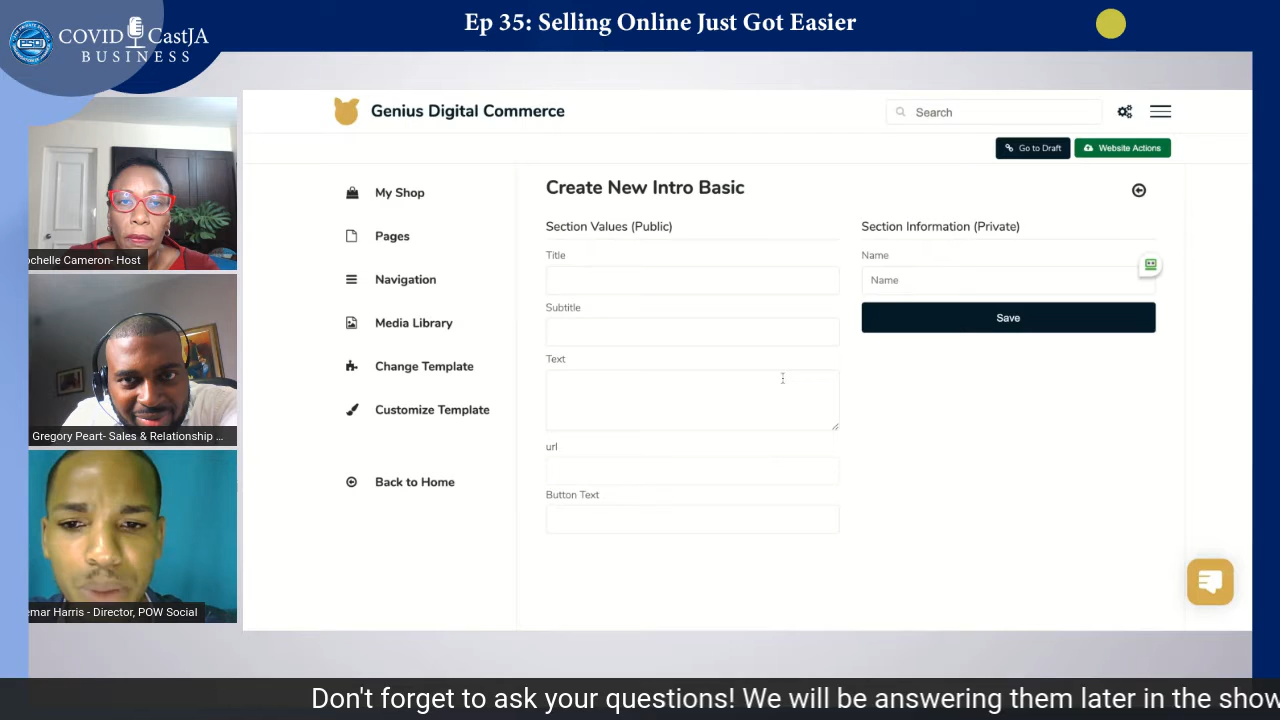 Ep 35: Selling Online Just Got Easier
COVID CastJA
BUSINESS
Genius Digital Commerce
Search
Go to Draft
Website Actions
My Shop
Pages
Navigation
Media Library
Change Template
Customize Template
Back to Home
Create New Intro Basic
Section Values (Public)
Title
Subtitle
Text
url
Button Text
Section Information (Private)
Name
Name
Save
ochelle Cameron- Host
Gregory Peart- Sales & Relationship ...
emar Harris - Director, POW Social
Don't forget to ask your questions! We will be answering them later in the show